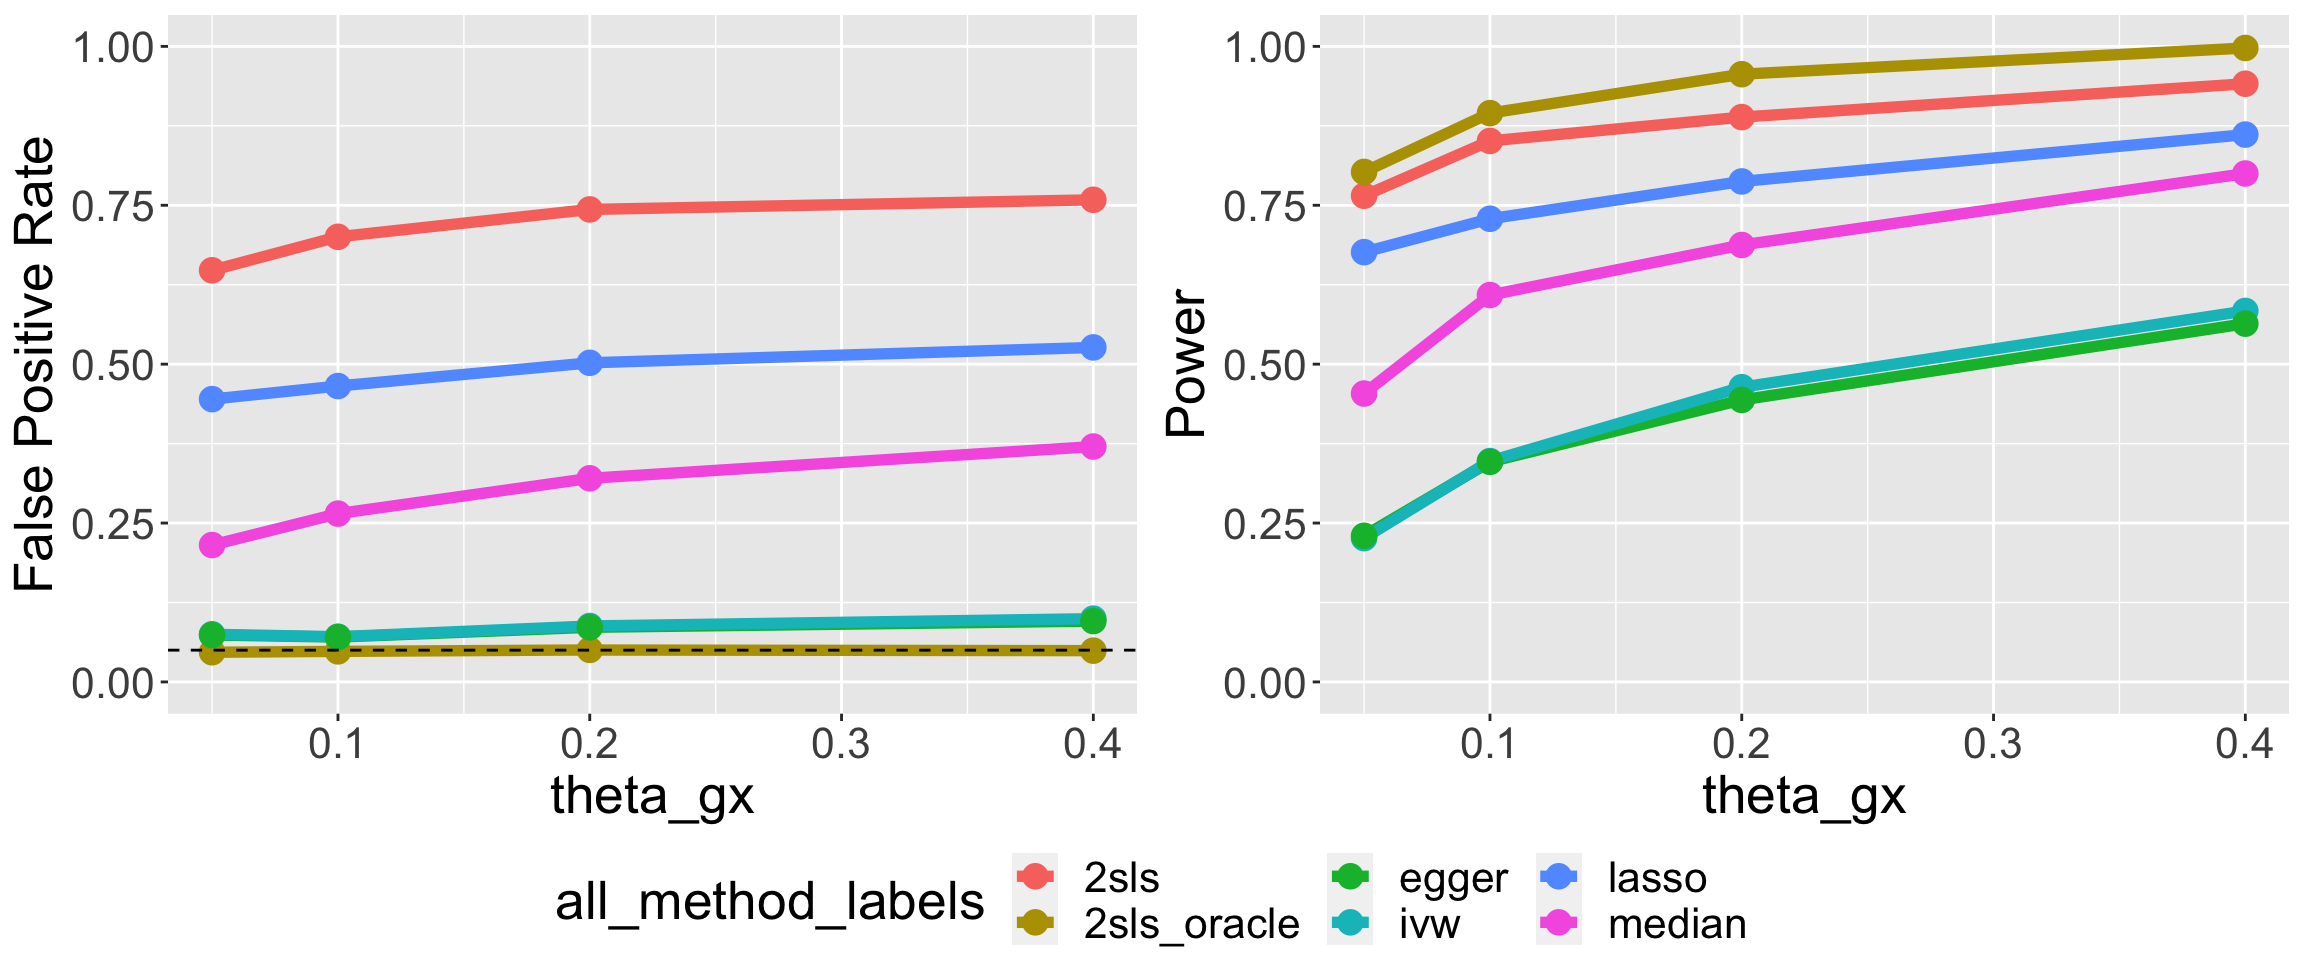 False Positive Rate
1.00
0.75
0.50
0.25
0.00
0.1 0.2 0.3 0.4
theta_gx
Power
1.00
0.75
0.50
0.25
0.00
0.1 0.2 0.3 0.4
theta_gx
all_method_labels
2sls
2sls_oracle
egger
ivw
lasso
median